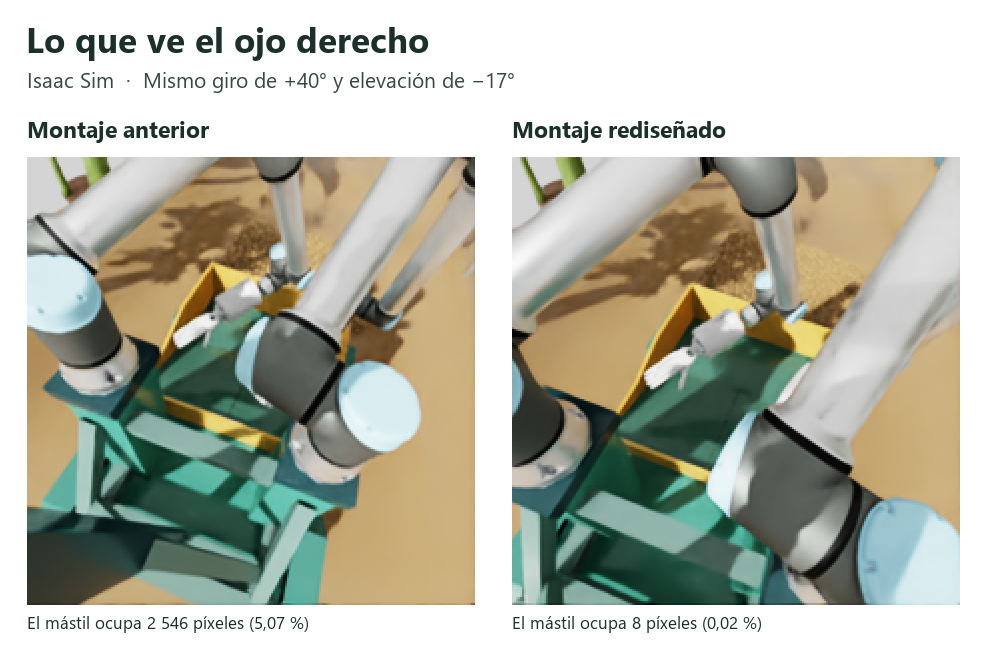 Lo que ve el ojo derecho
Isaac Sim · Mismo giro de +40° y elevación de −17°
Montaje anterior
Montaje rediseñado
El mástil ocupa 2 546 píxeles (5,07 %)
El mástil ocupa 8 píxeles (0,02 %)